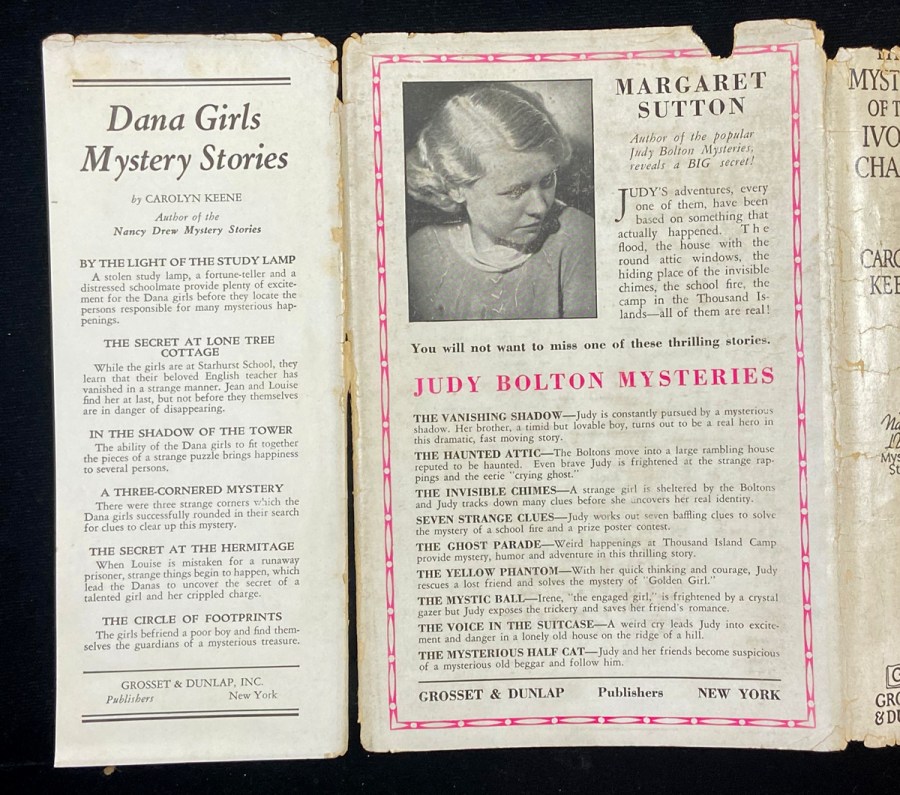 Dana Girls
Mystery Stories
by CAROLYN KEENE
Author of the
Nancy Drew Mystery Stories
BY THE LIGHT OF THE STUDY LAMP
A stolen study lamp, a fortune-teller and a
distressed schoolmate provide plenty of excite-
ment for the Dana girls before they locate the
persons responsible for many mysterious hap-
penings.
THE SECRET AT LONE TREE
COTTAGE
While the girls are at Starhurst School, they
learn that their beloved English teacher has
vanished in a strange manner. Jean and Louise
find her at last, but not before they themselves
are in danger of disappearing.
IN THE SHADOW OF THE TOWER
The ability of the Dana girls to fit together
the pieces of a strange puzzle brings happiness
to several persons.
A THREE-CORNERED MYSTERY
There were three strange corners which the
Dana girls successfully rounded in their search
for clues to clear up this mystery.
THE SECRET AT THE HERMITAGE
When Louise is mistaken for a runaway
prisoner, strange things begin to happen, which
lead the Danas to uncover the secret of a
talented girl and her crippled charge.
THE CIRCLE OF FOOTPRINTS
The girls befriend a poor boy and find them-
selves the guardians of a mysterious treasure.
GROSSET & DUNLAP, INC.
Publishers New York
MARGARET
SUTTON
Author of the popular
Judy Bolton Mysteries,
reveals a BIG secret!
JUDY'S adventures, every
one of them, have been
based on something that
actually happened. The
flood, the house with the
round attic windows, the
hiding place of the invisible
chimes, the school fire, the
camp in the Thousand Is-
lands—all of them are real!
You will not want to miss one of these thrilling stories.
JUDY BOLTON MYSTERIES
THE VANISHING SHADOW—Judy is constantly pursued by a mysterious
shadow. Her brother, a timid but lovable boy, turns out to be a real hero in
this dramatic, fast moving story.
THE HAUNTED ATTIC—The Boltons move into a large rambling house
reputed to be haunted. Even brave Judy is frightened at the strange rap-
pings and the eerie "crying ghost."
THE INVISIBLE CHIMES—A strange girl is sheltered by the Boltons
and Judy tracks down many clues before she uncovers her real identity.
SEVEN STRANGE CLUES—Judy works out seven baffling clues to solve
the mystery of a school fire and a prize poster contest.
THE GHOST PARADE—Weird happenings at Thousand Island Camp
provide mystery, humor and adventure in this thrilling story.
THE YELLOW PHANTOM—With her quick thinking and courage, Judy
rescues a lost friend and solves the mystery of "Golden Girl."
THE MYSTIC BALL—Irene, "the engaged girl," is frightened by a crystal
gazer but Judy exposes the trickery and saves her friend's romance.
THE VOICE IN THE SUITCASE—A weird cry leads Judy into excite-
ment and danger in a lonely old house on the ridge of a hill.
THE MYSTERIOUS HALF CAT—Judy and her friends become suspicious
of a mysterious old beggar and follow him.
GROSSET & DUNLAP Publishers NEW YORK
MYST
OF T
IVO
CHA
CARO
KEE
Na
Mys
St
G
GRO
& DU